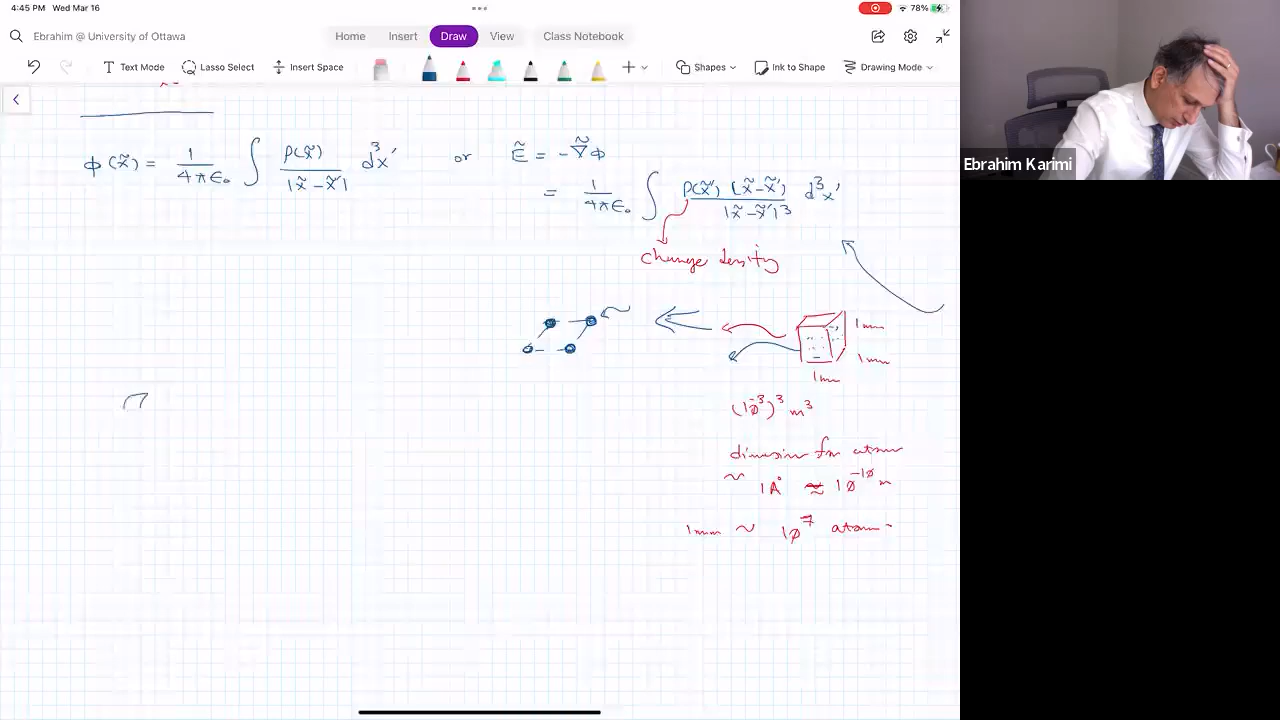 4:45 PM Wed Mar 16
78%
Ebrahim @ University of Ottawa
Home Insert Draw View Class Notebook
Text Mode Lasso Select Insert Space Shapes Ink to Shape Drawing Mode
Φ(x̃) = 1/4πε₀ ∫ ρ(x̃)/|x̃-x̃'| d³x' or Ẽ = -∇̃Φ
= 1/4πε₀ ∫ ρ(x̃') (x̃-x̃')/|x̃-x̃'|³ d³x'
charge density
1mm
1mm
1mm
(10⁻³)³ m³
dimension for atom
~ 1Å ≈ 10⁻¹⁰ m
1mm ~ 10⁷ atom
Ebrahim Karimi